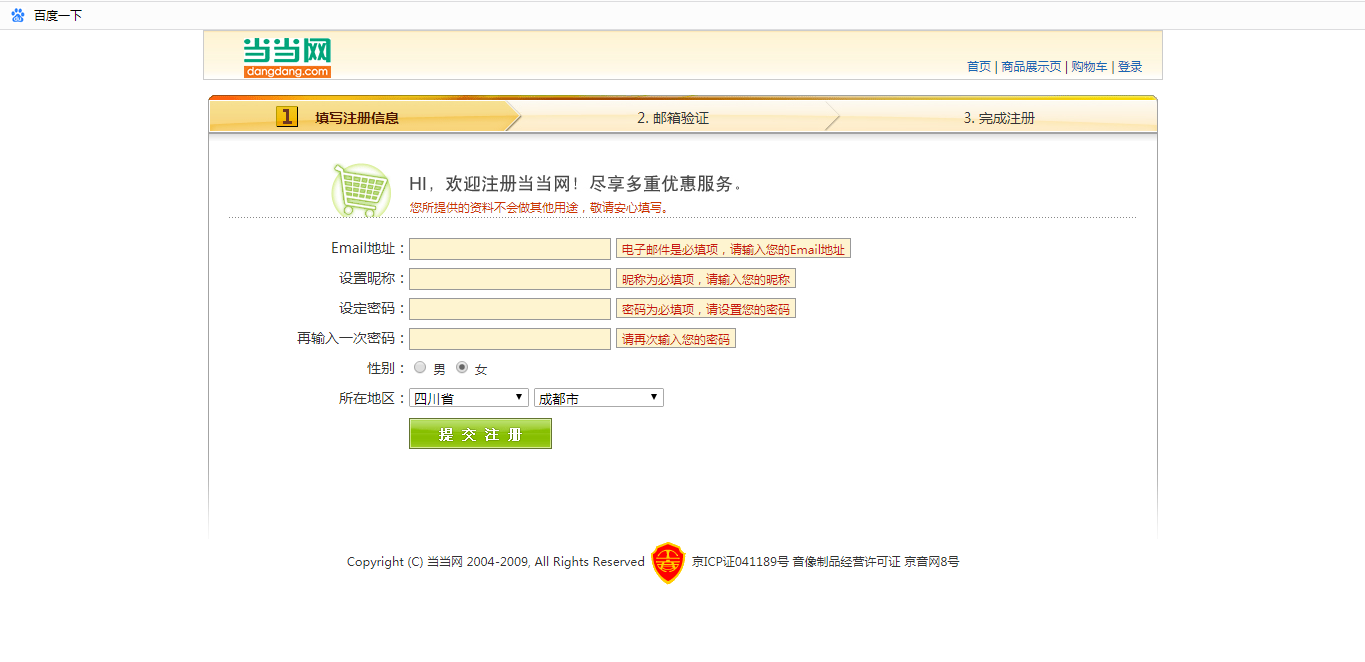 百度一下
当当网
dangdang.com
首页 | 商品展示页 | 购物车 | 登录
1 填写注册信息 2. 邮箱验证 3. 完成注册
HI，欢迎注册当当网！尽享多重优惠服务。
您所提供的资料不会做其他用途，敬请安心填写。
Email地址： 电子邮件是必填项，请输入您的Email地址
设置昵称： 昵称为必填项，请输入您的昵称
设定密码： 密码为必填项，请设置您的密码
再输入一次密码： 请再次输入您的密码
性别： 男 女
所在地区： 四川省 成都市
提交注册
Copyright (C) 当当网 2004-2009, All Rights Reserved 京ICP证041189号 音像制品经营许可证 京音网8号